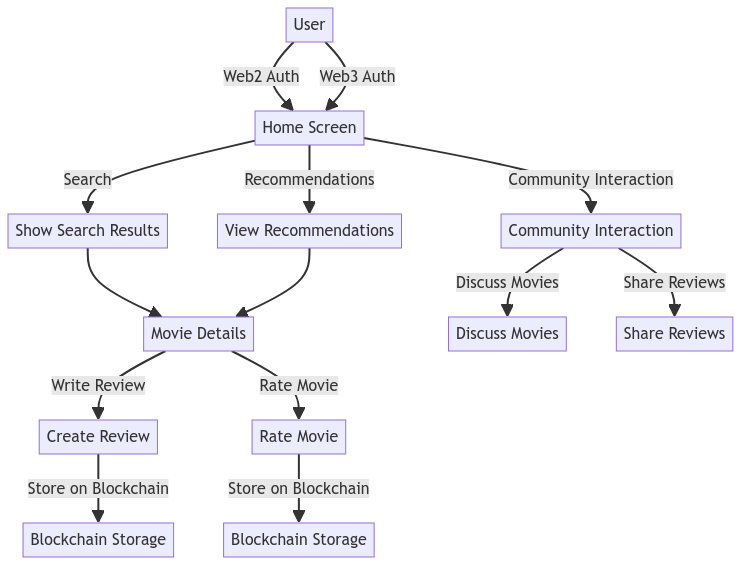 User
Web2 Auth
Web3 Auth
Home Screen
Search
Recommendations
Community Interaction
Show Search Results
View Recommendations
Community Interaction
Discuss Movies
Share Reviews
Movie Details
Discuss Movies
Share Reviews
Write Review
Rate Movie
Create Review
Rate Movie
Store on Blockchain
Store on Blockchain
Blockchain Storage
Blockchain Storage